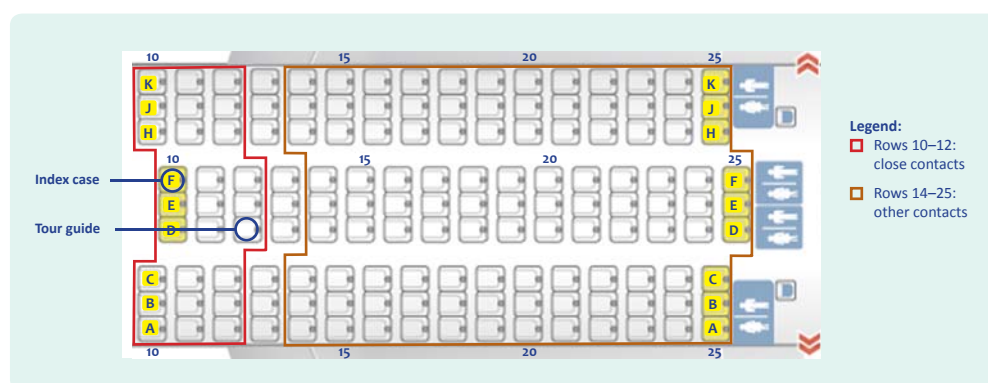 10 15 20 25
K K
J J
H H
10 15 20 25
Index case F F
E E
Tour guide D D
C C
B B
A A
10 15 20 25
Legend:
Rows 10–12:
close contacts
Rows 14–25:
other contacts